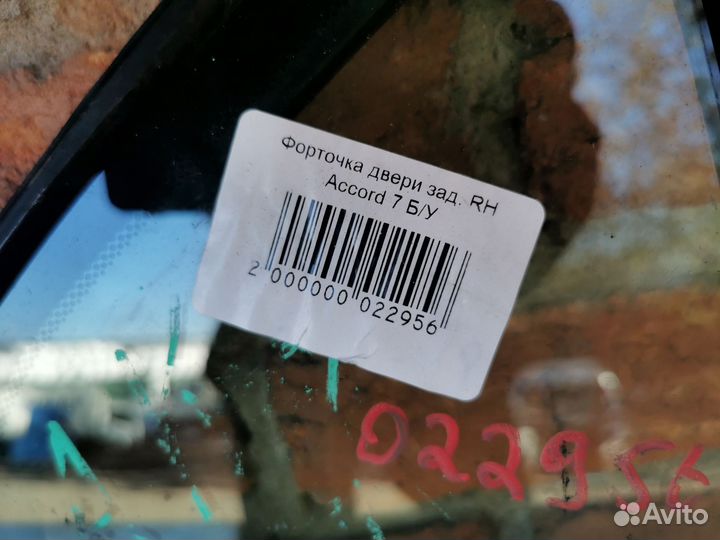 Форточка двери зад. RH
Accord 7 Б/У
2 000000 022956
022956
Avito